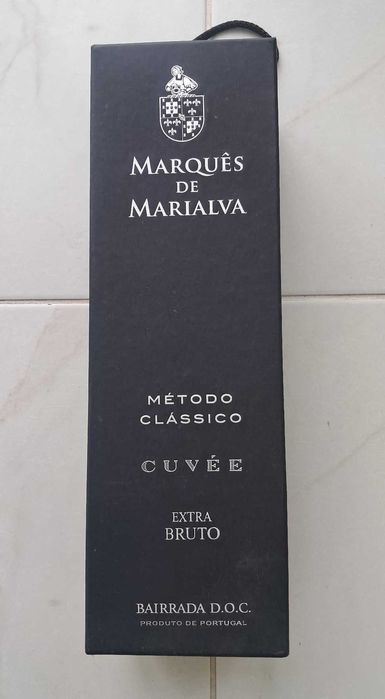 MARQUÊS
DE
MARIALVA
MÉTODO
CLÁSSICO
CUVÉE
EXTRA
BRUTO
BAIRRADA D.O.C.
PRODUTO DE PORTUGAL